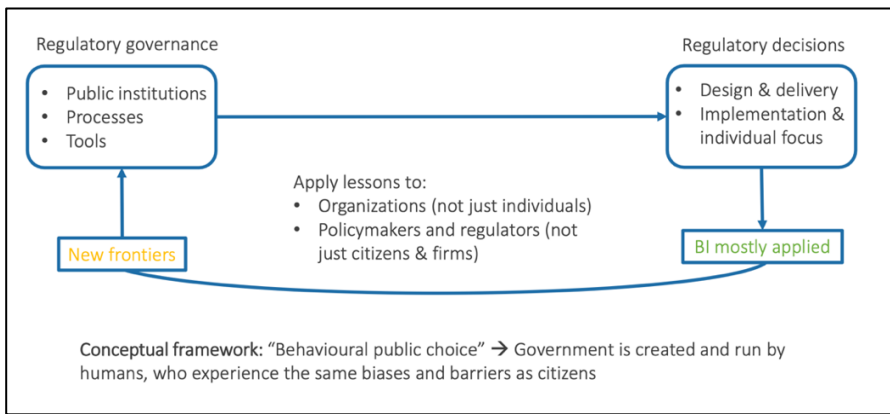 Regulatory governance
Regulatory decisions
• Public institutions
• Processes
• Tools
• Design & delivery
• Implementation &
individual focus
Apply lessons to:
• Organizations (not just individuals)
• Policymakers and regulators (not
just citizens & firms)
New frontiers
BI mostly applied
Conceptual framework: “Behavioural public choice” → Government is created and run by
humans, who experience the same biases and barriers as citizens